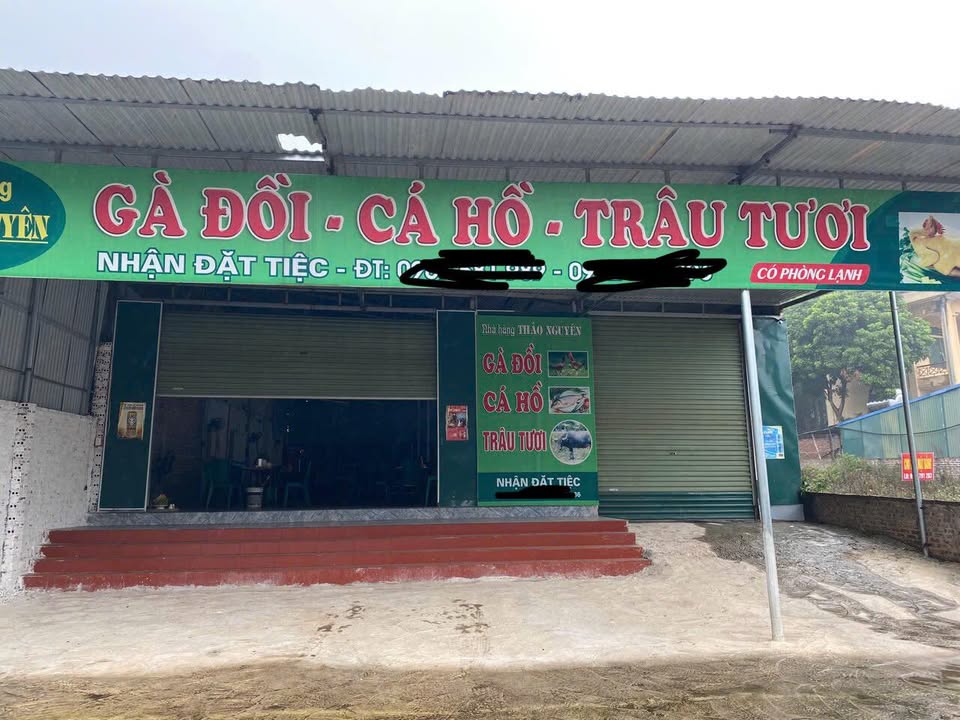 GÀ ĐỒI - CÁ HỒ - TRÂU TƯƠI
NHẬN ĐẶT TIỆC - ĐT:
CÓ PHÒNG LẠNH
Nhà hàng THẢO NGUYÊN
GÀ ĐỒI
CÁ HỒ
TRÂU TƯƠI
NHẬN ĐẶT TIỆC